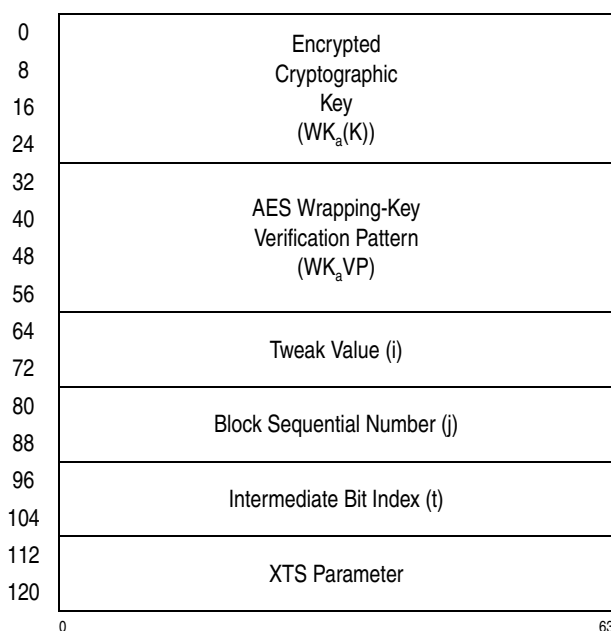 0
8
16
24
Encrypted
Cryptographic
Key
(WKₐ(K))
32
40
48
56
AES Wrapping-Key
Verification Pattern
(WKₐVP)
64
72
Tweak Value (i)
80
88
Block Sequential Number (j)
96
104
Intermediate Bit Index (t)
112
120
XTS Parameter
0 63